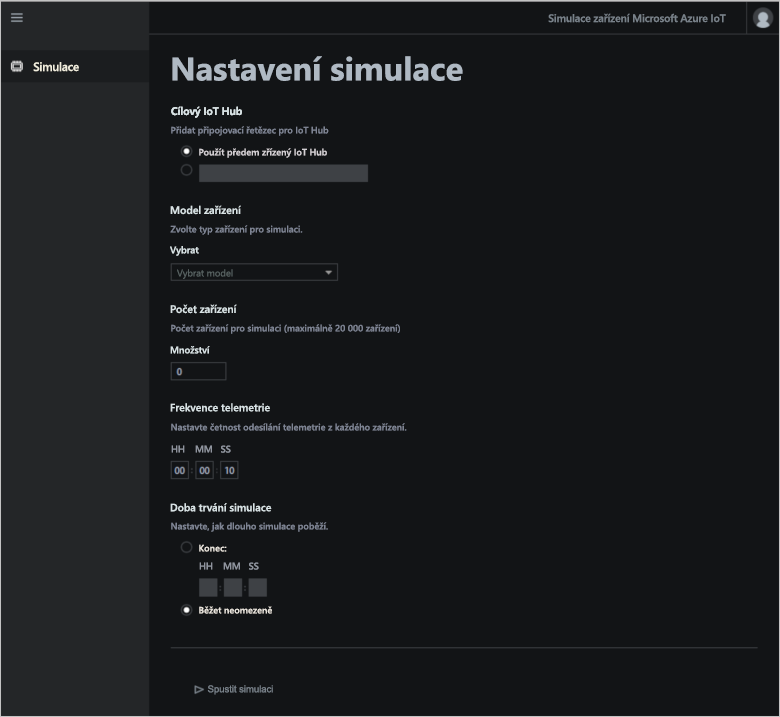 Simulace zařízení Microsoft Azure IoT
Simulace
Nastavení simulace
Cílový IoT Hub
Přidat připojovací řetězec pro IoT Hub
Použít předem zřízený IoT Hub
Model zařízení
Zvolte typ zařízení pro simulaci.
Vybrat
Vybrat model
Počet zařízení
Počet zařízení pro simulaci (maximálně 20 000 zařízení)
Množství
0
Frekvence telemetrie
Nastavte četnost odesílání telemetrie z každého zařízení.
HH MM SS
00 : 00 : 10
Doba trvání simulace
Nastavte, jak dlouho simulace poběží.
Konec:
HH MM SS
: :
Běžet neomezeně
Spustit simulaci